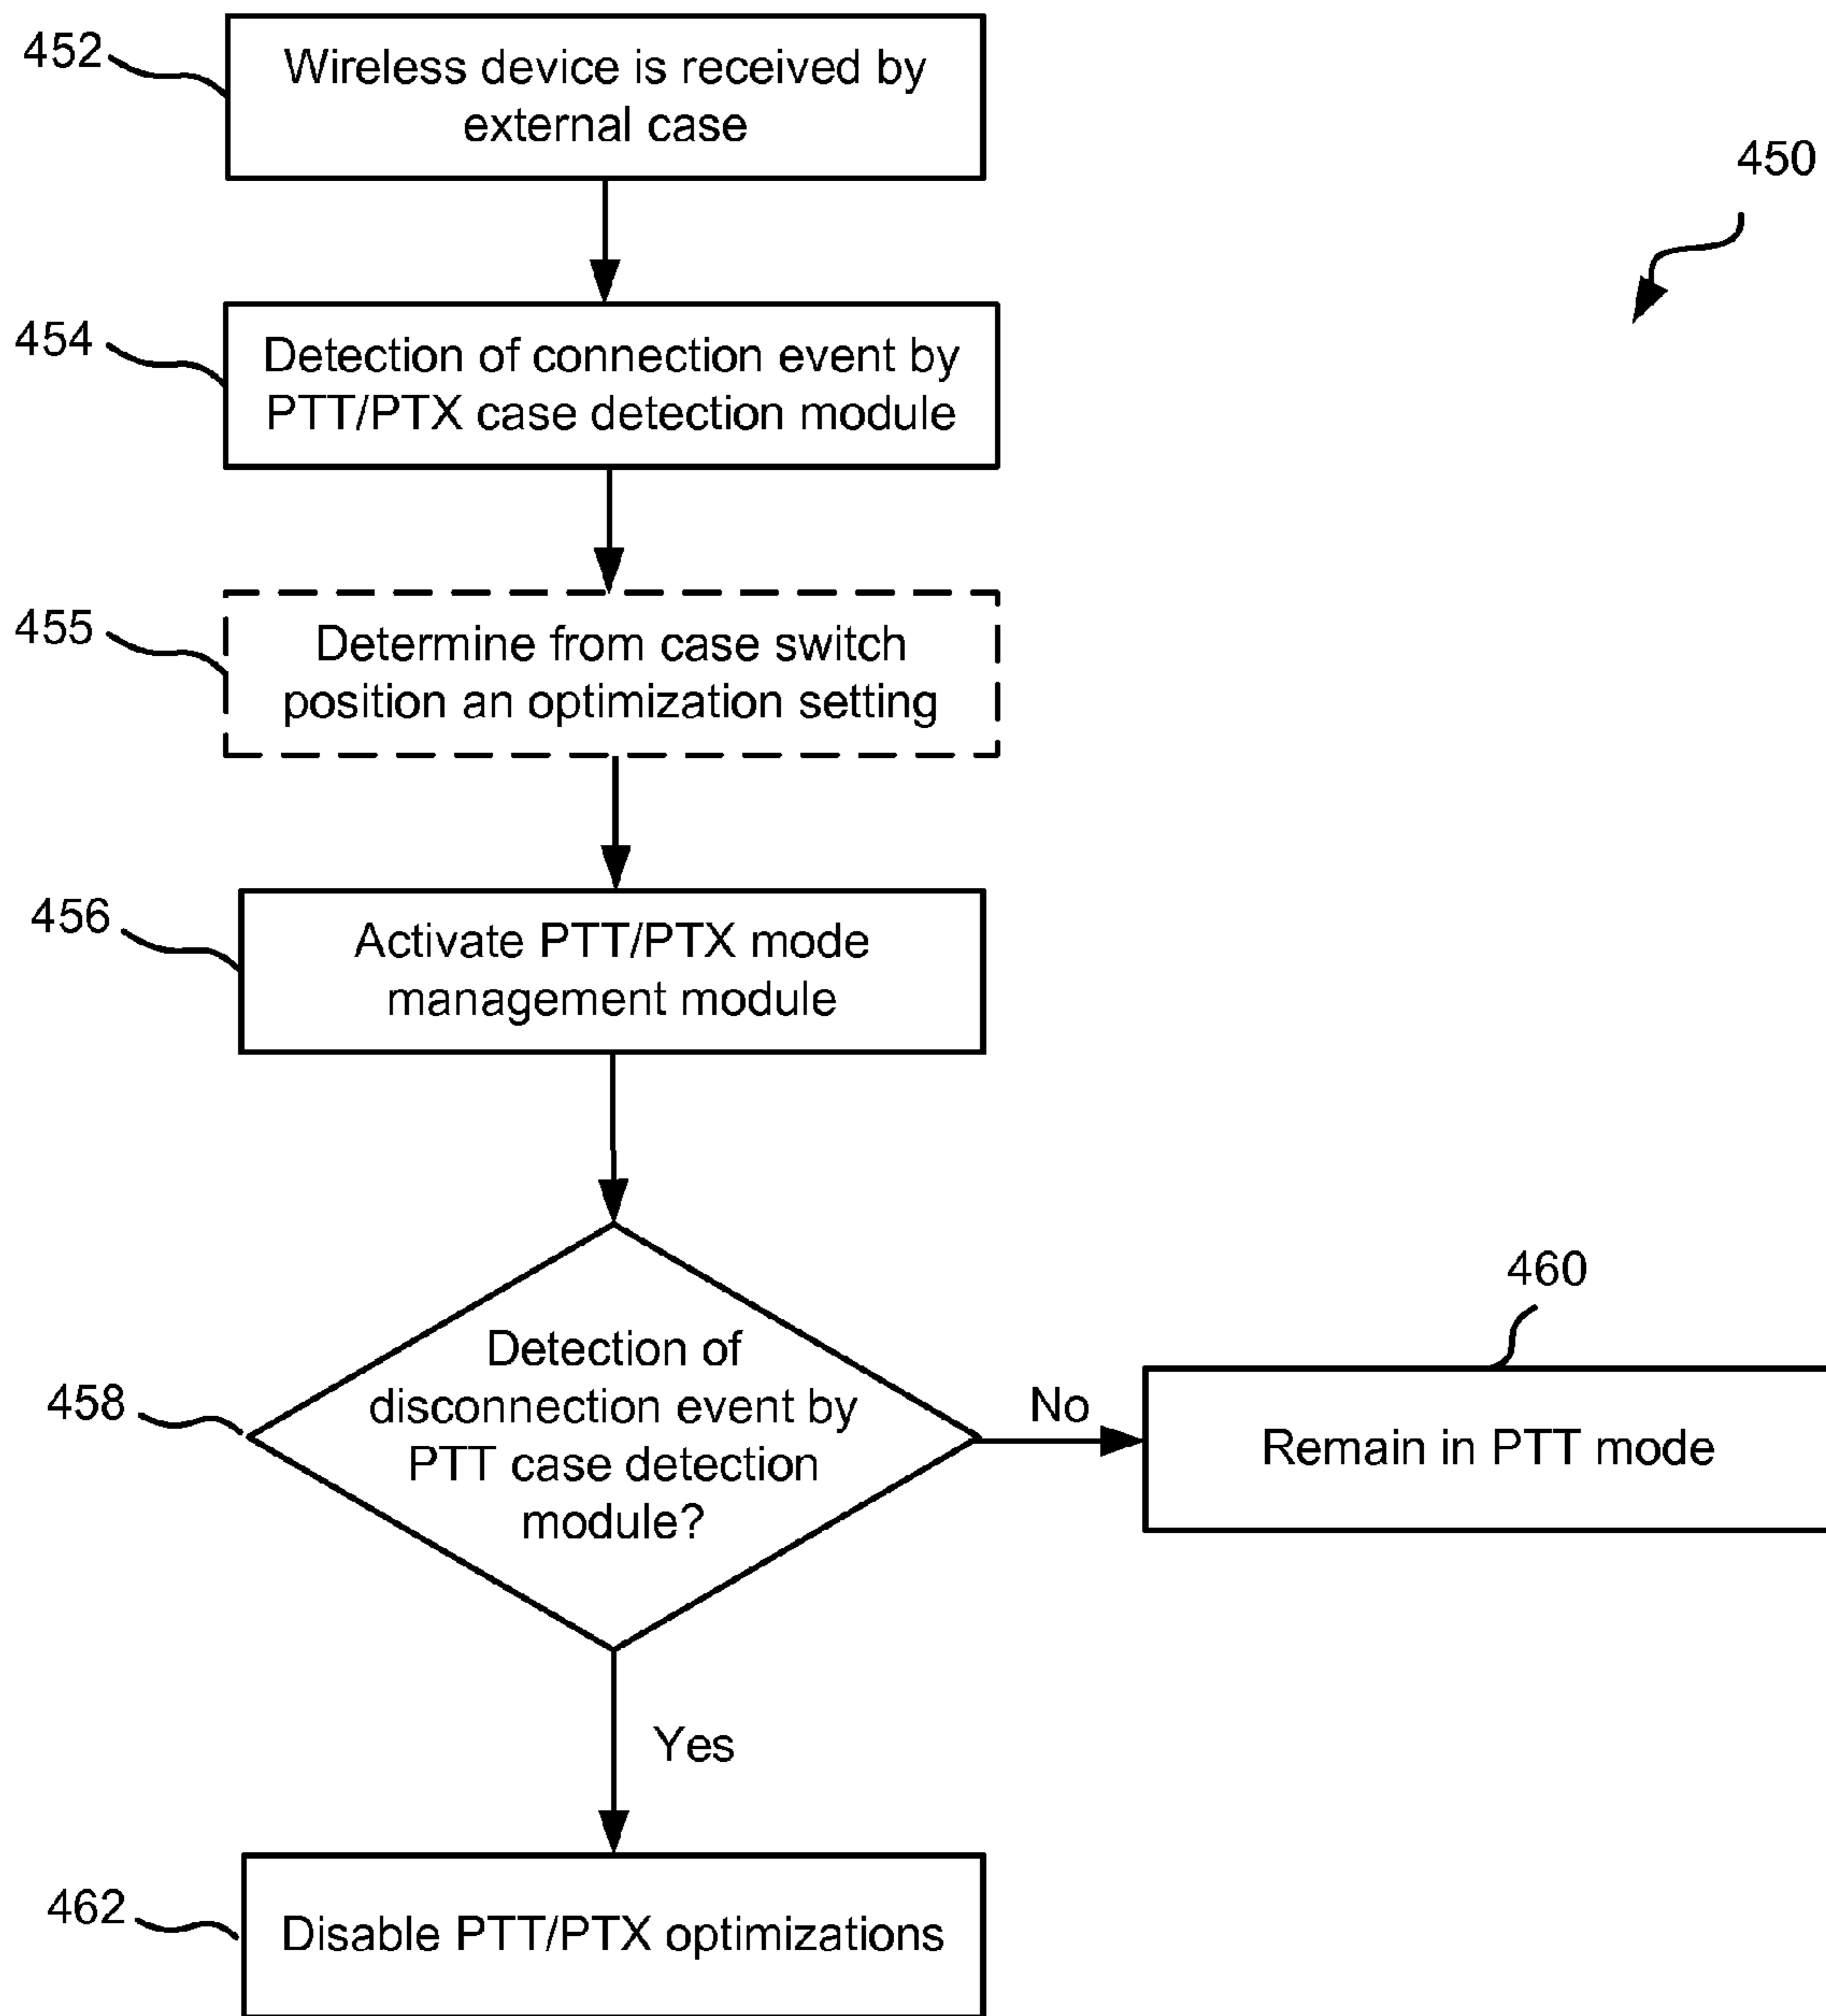 452
Wireless device is received by
external case
450
454
Detection of connection event by
PTT/PTX case detection module
455
Determine from case switch
position an optimization setting
456
Activate PTT/PTX mode
management module
458
Detection of
disconnection event by
PTT case detection
module?
No
460
Remain in PTT mode
Yes
462
Disable PTT/PTX optimizations